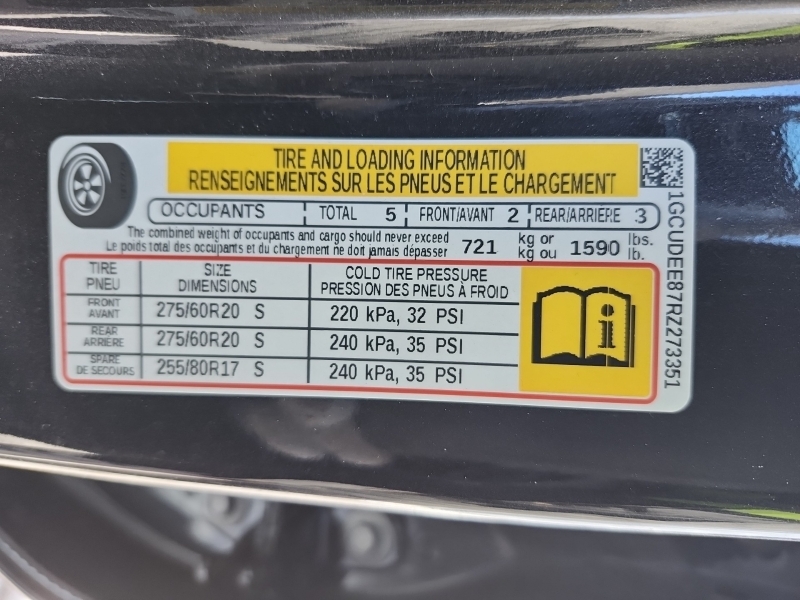 TIRE AND LOADING INFORMATION
RENSEIGNEMENTS SUR LES PNEUS ET LE CHARGEMENT
OCCUPANTS TOTAL 5 FRONT/AVANT 2 REAR/ARRIERE 3
The combined weight of occupants and cargo should never exceed 721 kg or 1590 lbs.
Le poids total des occupants et du chargement ne doit jamais dépasser kg ou lb.
TIRE SIZE COLD TIRE PRESSURE
PNEU DIMENSIONS PRESSION DES PNEUS À FROID
FRONT
AVANT 275/60R20 S 220 kPa, 32 PSI
REAR
ARRIÈRE 275/60R20 S 240 kPa, 35 PSI
SPARE
DE SECOURS 255/80R17 S 240 kPa, 35 PSI
i
1GCUDEE87RZ273351